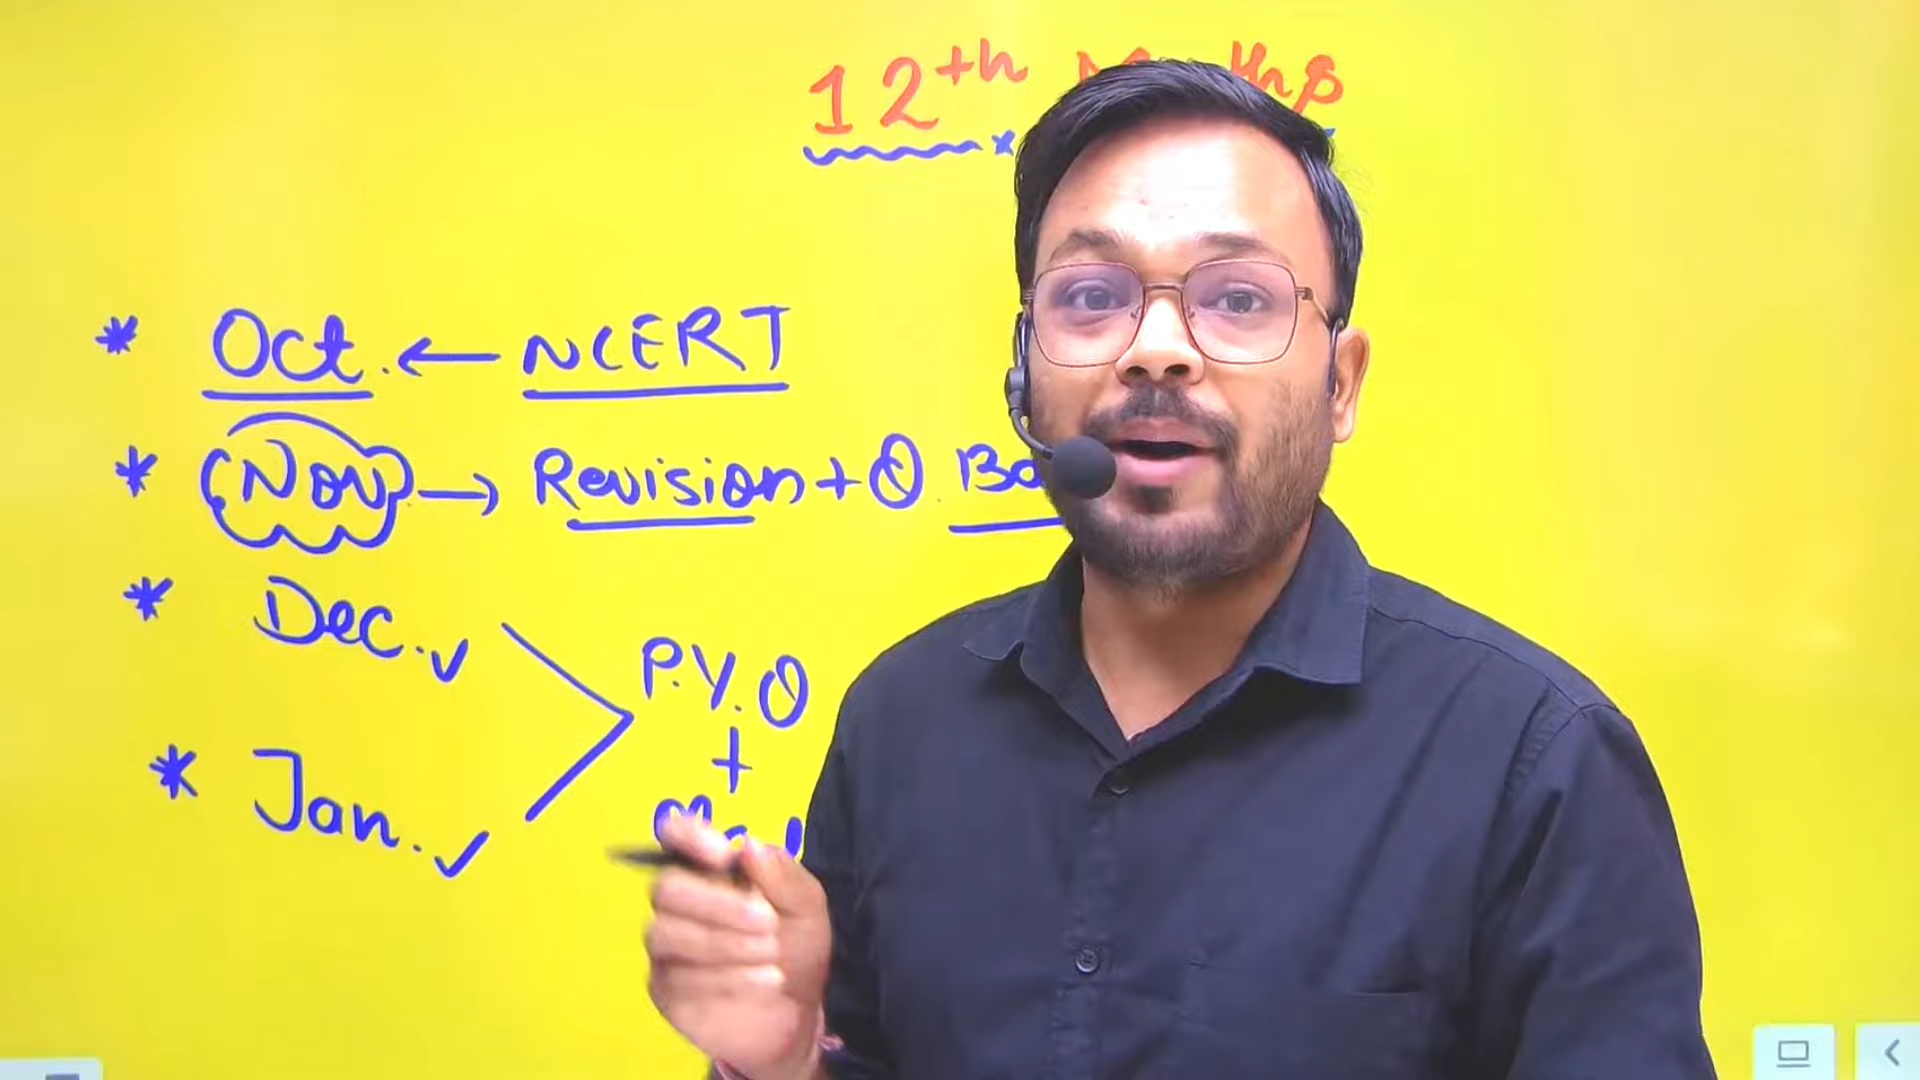 12th
* Oct. ← NCERT
* Nov → Revision + Q.
* Dec. ✓
P.Y.Q
+
* Jan. ✓